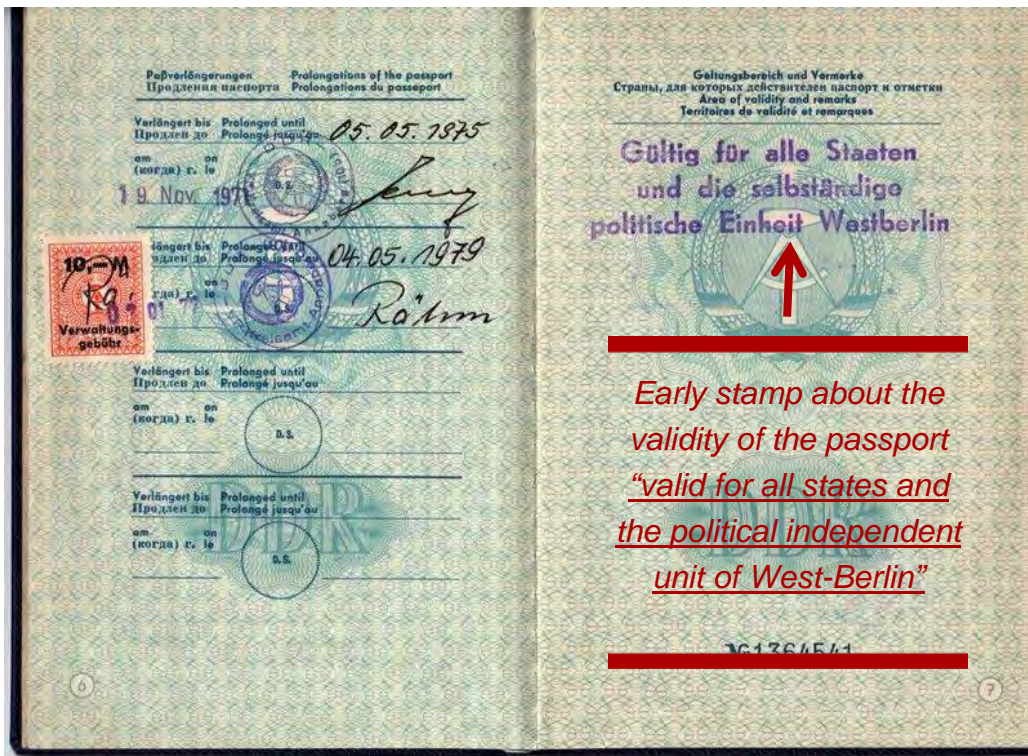 Paßverlängerungen Prolongations of the passport
Продления паспорта Prolongations du passeport
Verlängert bis Prolonged until
Продлен до Prolongé jusqu'au 05.05.1975
am on
(когда) г. le
19. Nov. 197
D.S.
längert bis Prolonged until
Prolongé jusqu'au 04.05.1979
on
le
D.S.
Röhm
10,-M
Verwaltungs-
gebühr
Verlängert bis Prolonged until
Продлен до Prolongé jusqu'au
am on
(когда) г. le
D.S.
Verlängert bis Prolonged until
Продлен до Prolongé jusqu'au
am on
(когда) г. le
D.S.
DDR
6
Geltungsbereich und Vermerke
Страны, для которых действителен паспорт и отметки
Area of validity and remarks
Territoires de validité et remarques
Gültig für alle Staaten
und die selbständige
politische Einheit Westberlin
Early stamp about the
validity of the passport
“valid for all states and
the political independent
unit of West-Berlin”
DDR
7